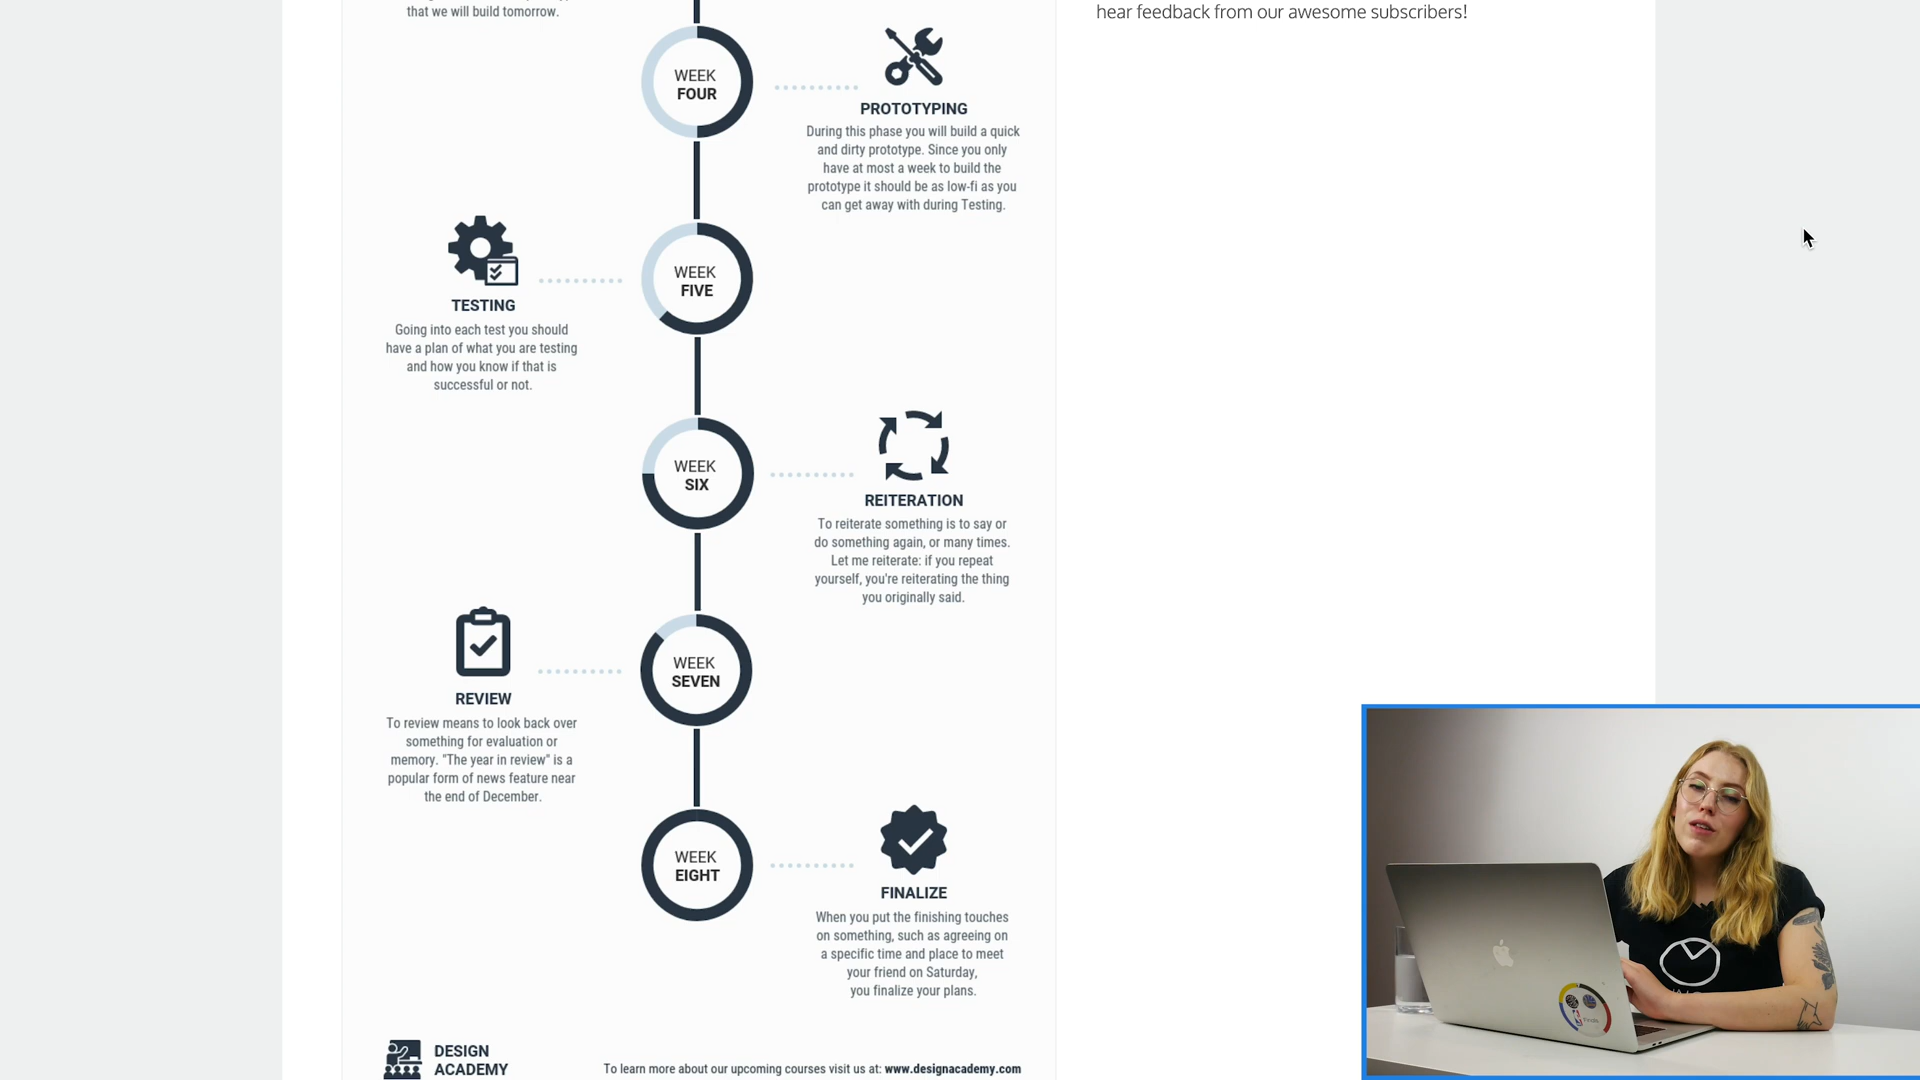 that we will build tomorrow.
hear feedback from our awesome subscribers!
WEEK
FOUR
PROTOTYPING
During this phase you will build a quick
and dirty prototype. Since you only
have at most a week to build the
prototype it should be as low-fi as you
can get away with during Testing.
WEEK
FIVE
TESTING
Going into each test you should
have a plan of what you are testing
and how you know if that is
successful or not.
WEEK
SIX
REITERATION
To reiterate something is to say or
do something again, or many times.
Let me reiterate: if you repeat
yourself, you're reiterating the thing
you originally said.
WEEK
SEVEN
REVIEW
To review means to look back over
something for evaluation or
memory. "The year in review" is a
popular form of news feature near
the end of December.
WEEK
EIGHT
FINALIZE
When you put the finishing touches
on something, such as agreeing on
a specific time and place to meet
your friend on Saturday,
you finalize your plans.
DESIGN
ACADEMY
To learn more about our upcoming courses visit us at: www.designacademy.com